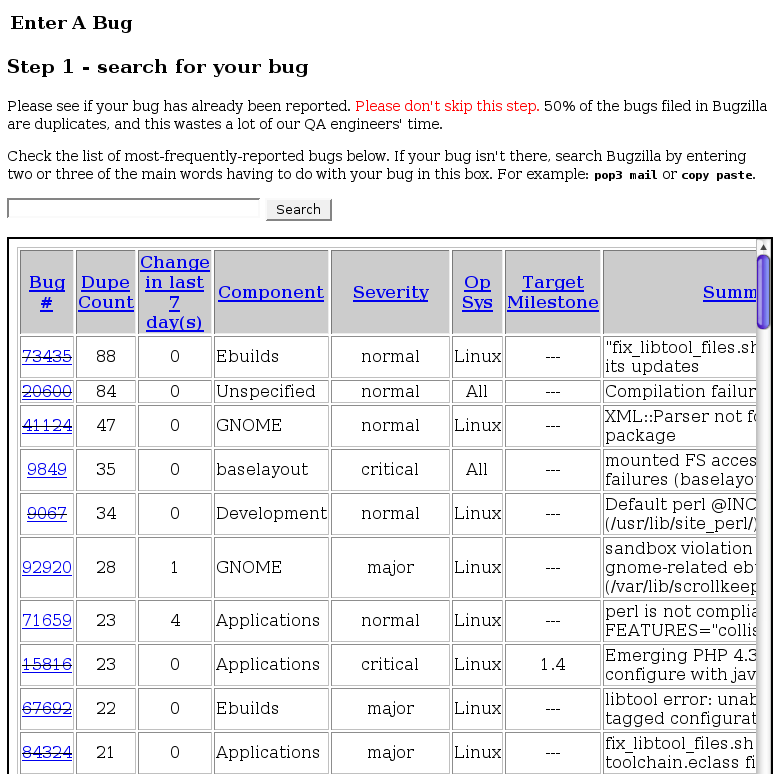 Enter A Bug
Step 1 - search for your bug
Please see if your bug has already been reported. Please don't skip this step. 50% of the bugs filed in Bugzilla
are duplicates, and this wastes a lot of our QA engineers' time.
Check the list of most-frequently-reported bugs below. If your bug isn't there, search Bugzilla by entering
two or three of the main words having to do with your bug in this box. For example: pop3 mail or copy paste.
Search
Bug # Dupe Count Change in last 7 day(s) Component Severity Op Sys Target Milestone Summ
73435 88 0 Ebuilds normal Linux --- "fix_libtool_files.sh
its updates
20600 84 0 Unspecified normal All --- Compilation failur
41124 47 0 GNOME normal Linux --- XML::Parser not fo
package
9849 35 0 baselayout critical All --- mounted FS acces
failures (baselayo
9067 34 0 Development normal Linux --- Default perl @INC
(/usr/lib/site_perl/)
92920 28 1 GNOME major Linux --- sandbox violation
gnome-related eb
(/var/lib/scrollkeep
71659 23 4 Applications normal Linux --- perl is not complia
FEATURES="collis
15816 23 0 Applications critical Linux 1.4 Emerging PHP 4.3
configure with jav
67692 22 0 Ebuilds major Linux --- libtool error: unab
tagged configurat
84324 21 0 Applications major Linux --- fix_libtool_files.sh
toolchain.eclass fi